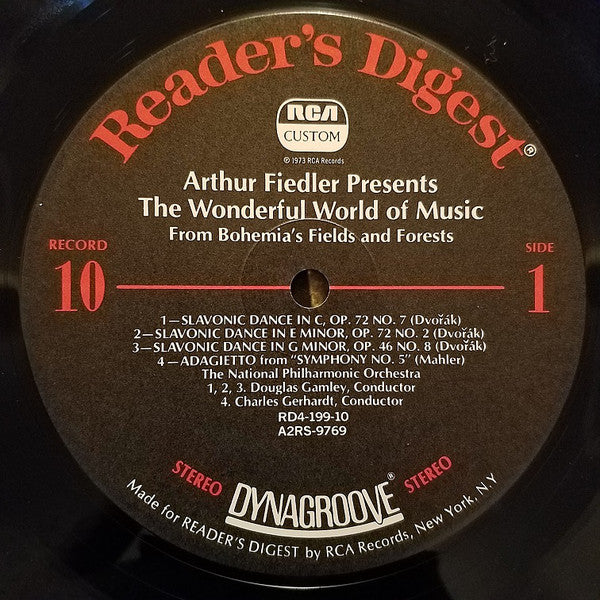 Reader's Digest®
RCA
CUSTOM
℗ 1973 RCA Records
Arthur Fiedler Presents
The Wonderful World of Music
From Bohemia's Fields and Forests
RECORD
10
SIDE
1
1—SLAVONIC DANCE IN C, OP. 72 NO. 7 (Dvořák)
2—SLAVONIC DANCE IN E MINOR, OP. 72 NO. 2 (Dvořák)
3—SLAVONIC DANCE IN G MINOR, OP. 46 NO. 8 (Dvořák)
4—ADAGIETTO from "SYMPHONY NO. 5" (Mahler)
The National Philharmonic Orchestra
1, 2, 3. Douglas Gamley, Conductor
4. Charles Gerhardt, Conductor
RD4-199-10
A2RS-9769
STEREO
DYNAGROOVE®
STEREO
Made for READER'S DIGEST by RCA Records, New York, N.Y